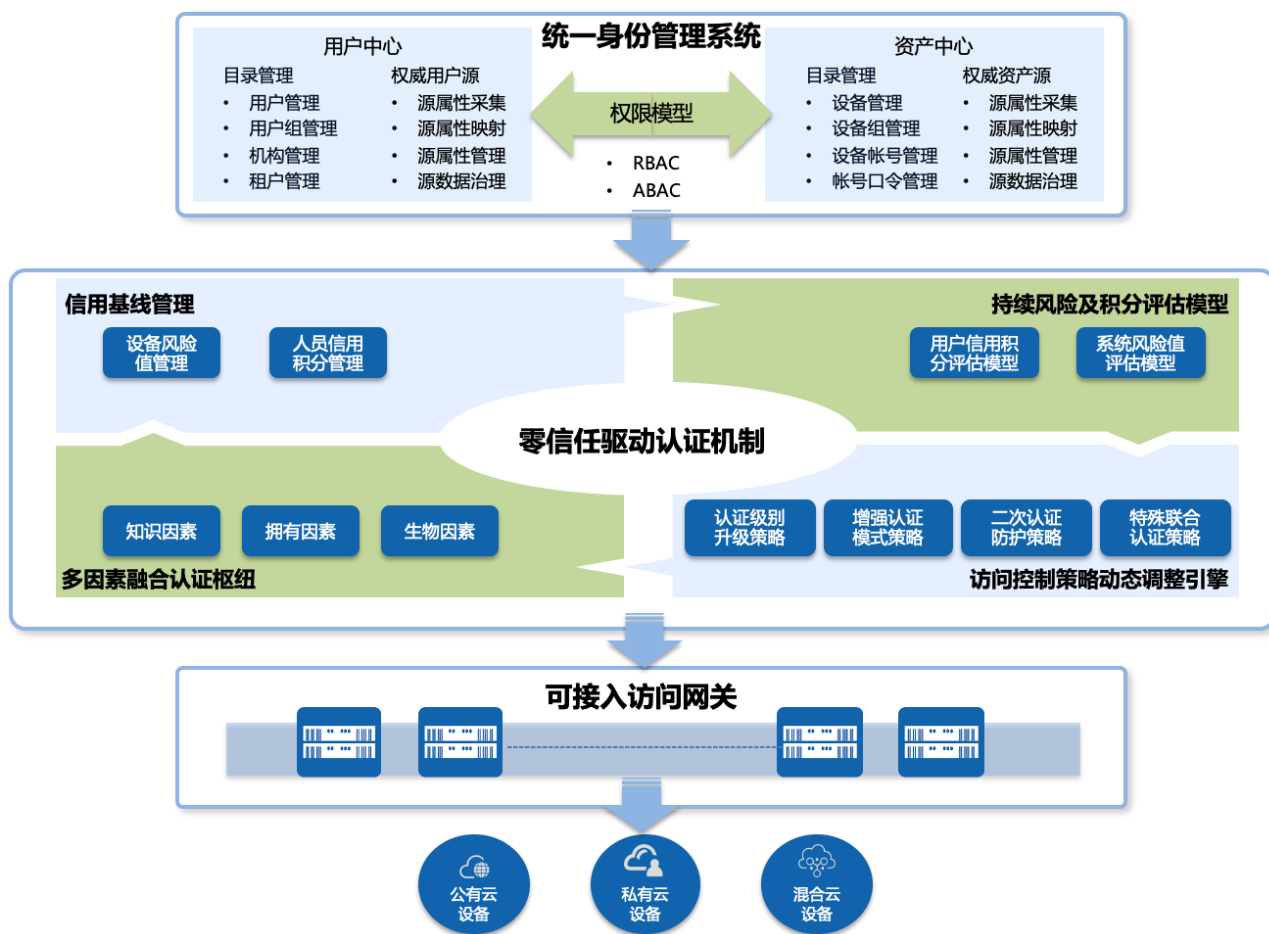 统一身份管理系统
用户中心
目录管理
• 用户管理
• 用户组管理
• 机构管理
• 租户管理
权威用户源
• 源属性采集
• 源属性映射
• 源属性管理
• 源数据治理
权限模型
• RBAC
• ABAC
资产中心
目录管理
• 设备管理
• 设备组管理
• 设备帐号管理
• 帐号口令管理
权威资产源
• 源属性采集
• 源属性映射
• 源属性管理
• 源数据治理
信用基线管理
设备风险
值管理
人员信用
积分管理
持续风险及积分评估模型
用户信用积
分评估模型
系统风险值
评估模型
零信任驱动认证机制
知识因素
拥有因素
生物因素
多因素融合认证枢纽
认证级别
升级策略
增强认证
模式策略
二次认证
防护策略
特殊联合
认证策略
访问控制策略动态调整引擎
可接入访问网关
公有云
设备
私有云
设备
混合云
设备